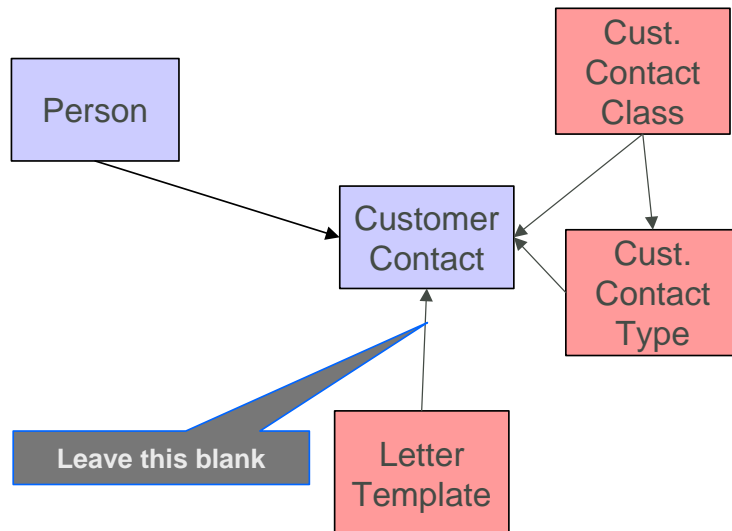 Cust.
Contact
Class
Person
Customer
Contact
Cust.
Contact
Type
Leave this blank
Letter
Template